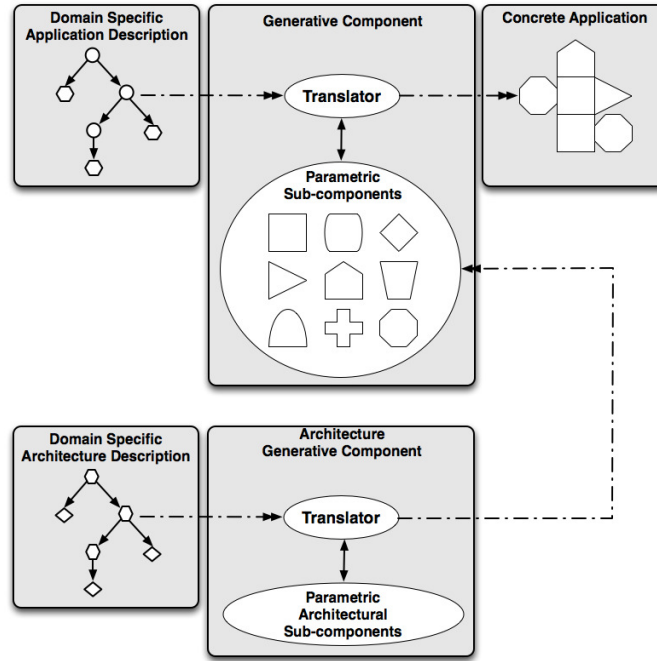 Domain Specific
Application Description
Generative Component
Concrete Application
Translator
Parametric
Sub-components
Domain Specific
Architecture Description
Architecture
Generative Component
Translator
Parametric
Architectural
Sub-components